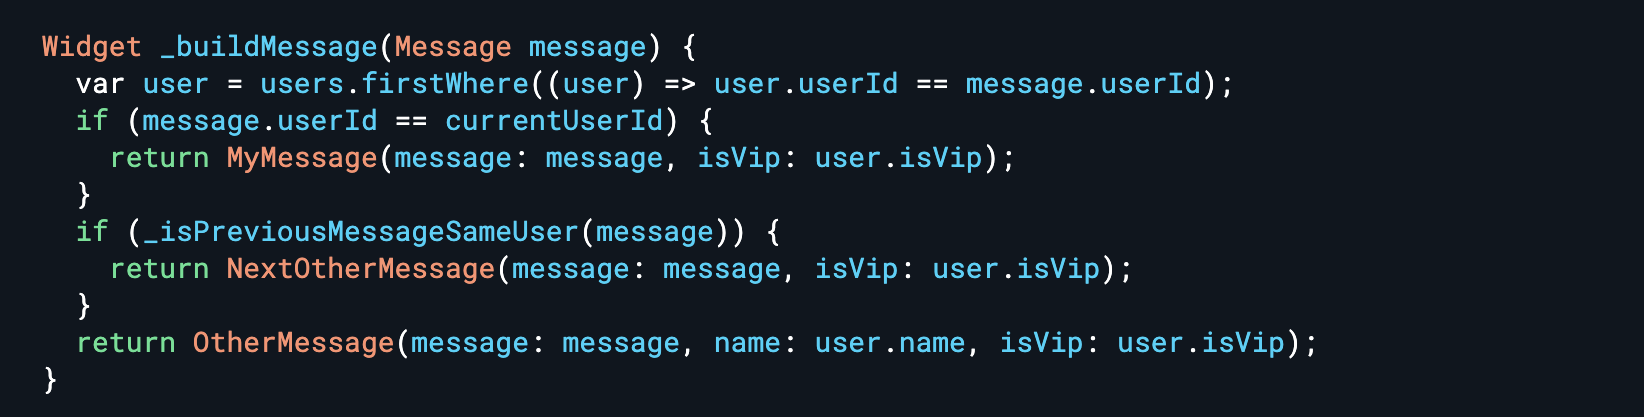 Widget _buildMessage(Message message) {
  var user = users.firstWhere((user) => user.userId == message.userId);
  if (message.userId == currentUserId) {
    return MyMessage(message: message, isVip: user.isVip);
  }
  if (_isPreviousMessageSameUser(message)) {
    return NextOtherMessage(message: message, isVip: user.isVip);
  }
  return OtherMessage(message: message, name: user.name, isVip: user.isVip);
}